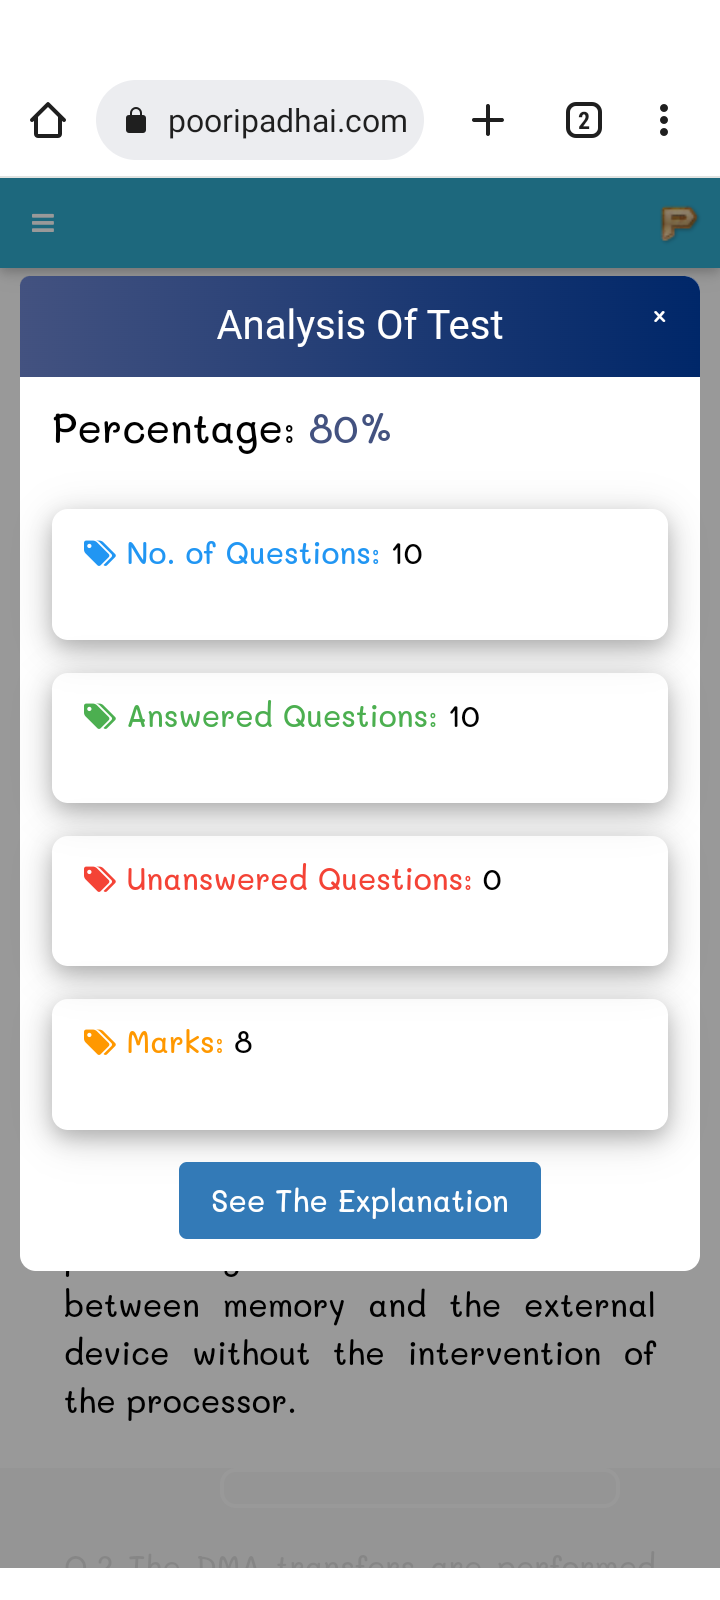 pooripadhai.com
2
P
Analysis Of Test
×
Percentage: 80%
No. of Questions: 10
Answered Questions: 10
Unanswered Questions: 0
Marks: 8
See The Explanation
between memory and the external
device without the intervention of
the processor.
Q.2 The DMA transfers are performed